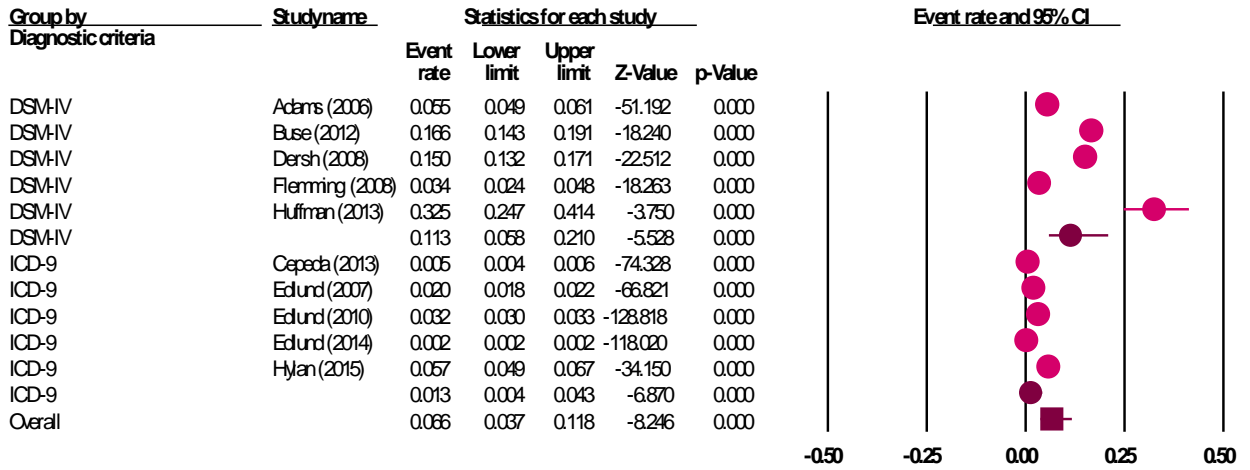 Group by Study name Statistics for each study Event rate and 95% CI
Diagnostic criteria
Event Lower Upper
rate limit limit Z-Value p-Value
DSM-IV Adams (2006) 0.055 0.049 0.061 -51.192 0.000
DSM-IV Buse (2012) 0.166 0.143 0.191 -18.240 0.000
DSM-IV Dersh (2008) 0.150 0.132 0.171 -22.512 0.000
DSM-IV Flemming (2008) 0.034 0.024 0.048 -18.263 0.000
DSM-IV Huffman (2013) 0.325 0.247 0.414 -3.750 0.000
DSM-IV 0.113 0.058 0.210 -5.528 0.000
ICD-9 Cepeda (2013) 0.005 0.004 0.006 -74.328 0.000
ICD-9 Edlund (2007) 0.020 0.018 0.022 -66.821 0.000
ICD-9 Edlund (2010) 0.032 0.030 0.033 -128.818 0.000
ICD-9 Edlund (2014) 0.002 0.002 0.002 -118.020 0.000
ICD-9 Hylan (2015) 0.057 0.049 0.067 -34.150 0.000
ICD-9 0.013 0.004 0.043 -6.870 0.000
Overall 0.066 0.037 0.118 -8.246 0.000
-0.50 -0.25 0.00 0.25 0.50